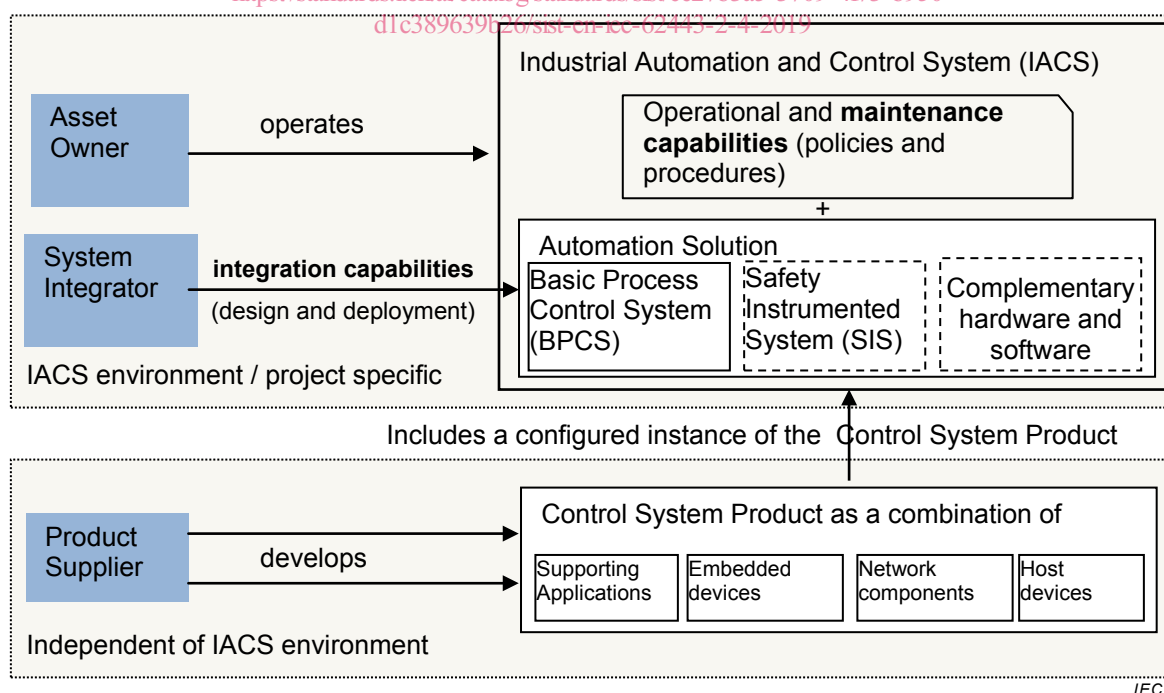 d1c389639b26/sist-en-iec-62443-2-4-2019
Industrial Automation and Control System (IACS)
Asset
Owner
operates
Operational and maintenance
capabilities (policies and
procedures)
+
System
Integrator
integration capabilities
(design and deployment)
Automation Solution
Basic Process
Control System
(BPCS)
Safety
Instrumented
System (SIS)
Complementary
hardware and
software
IACS environment / project specific
Includes a configured instance of the Control System Product
Product
Supplier
develops
Control System Product as a combination of
Supporting
Applications
Embedded
devices
Network
components
Host
devices
Independent of IACS environment
IEC